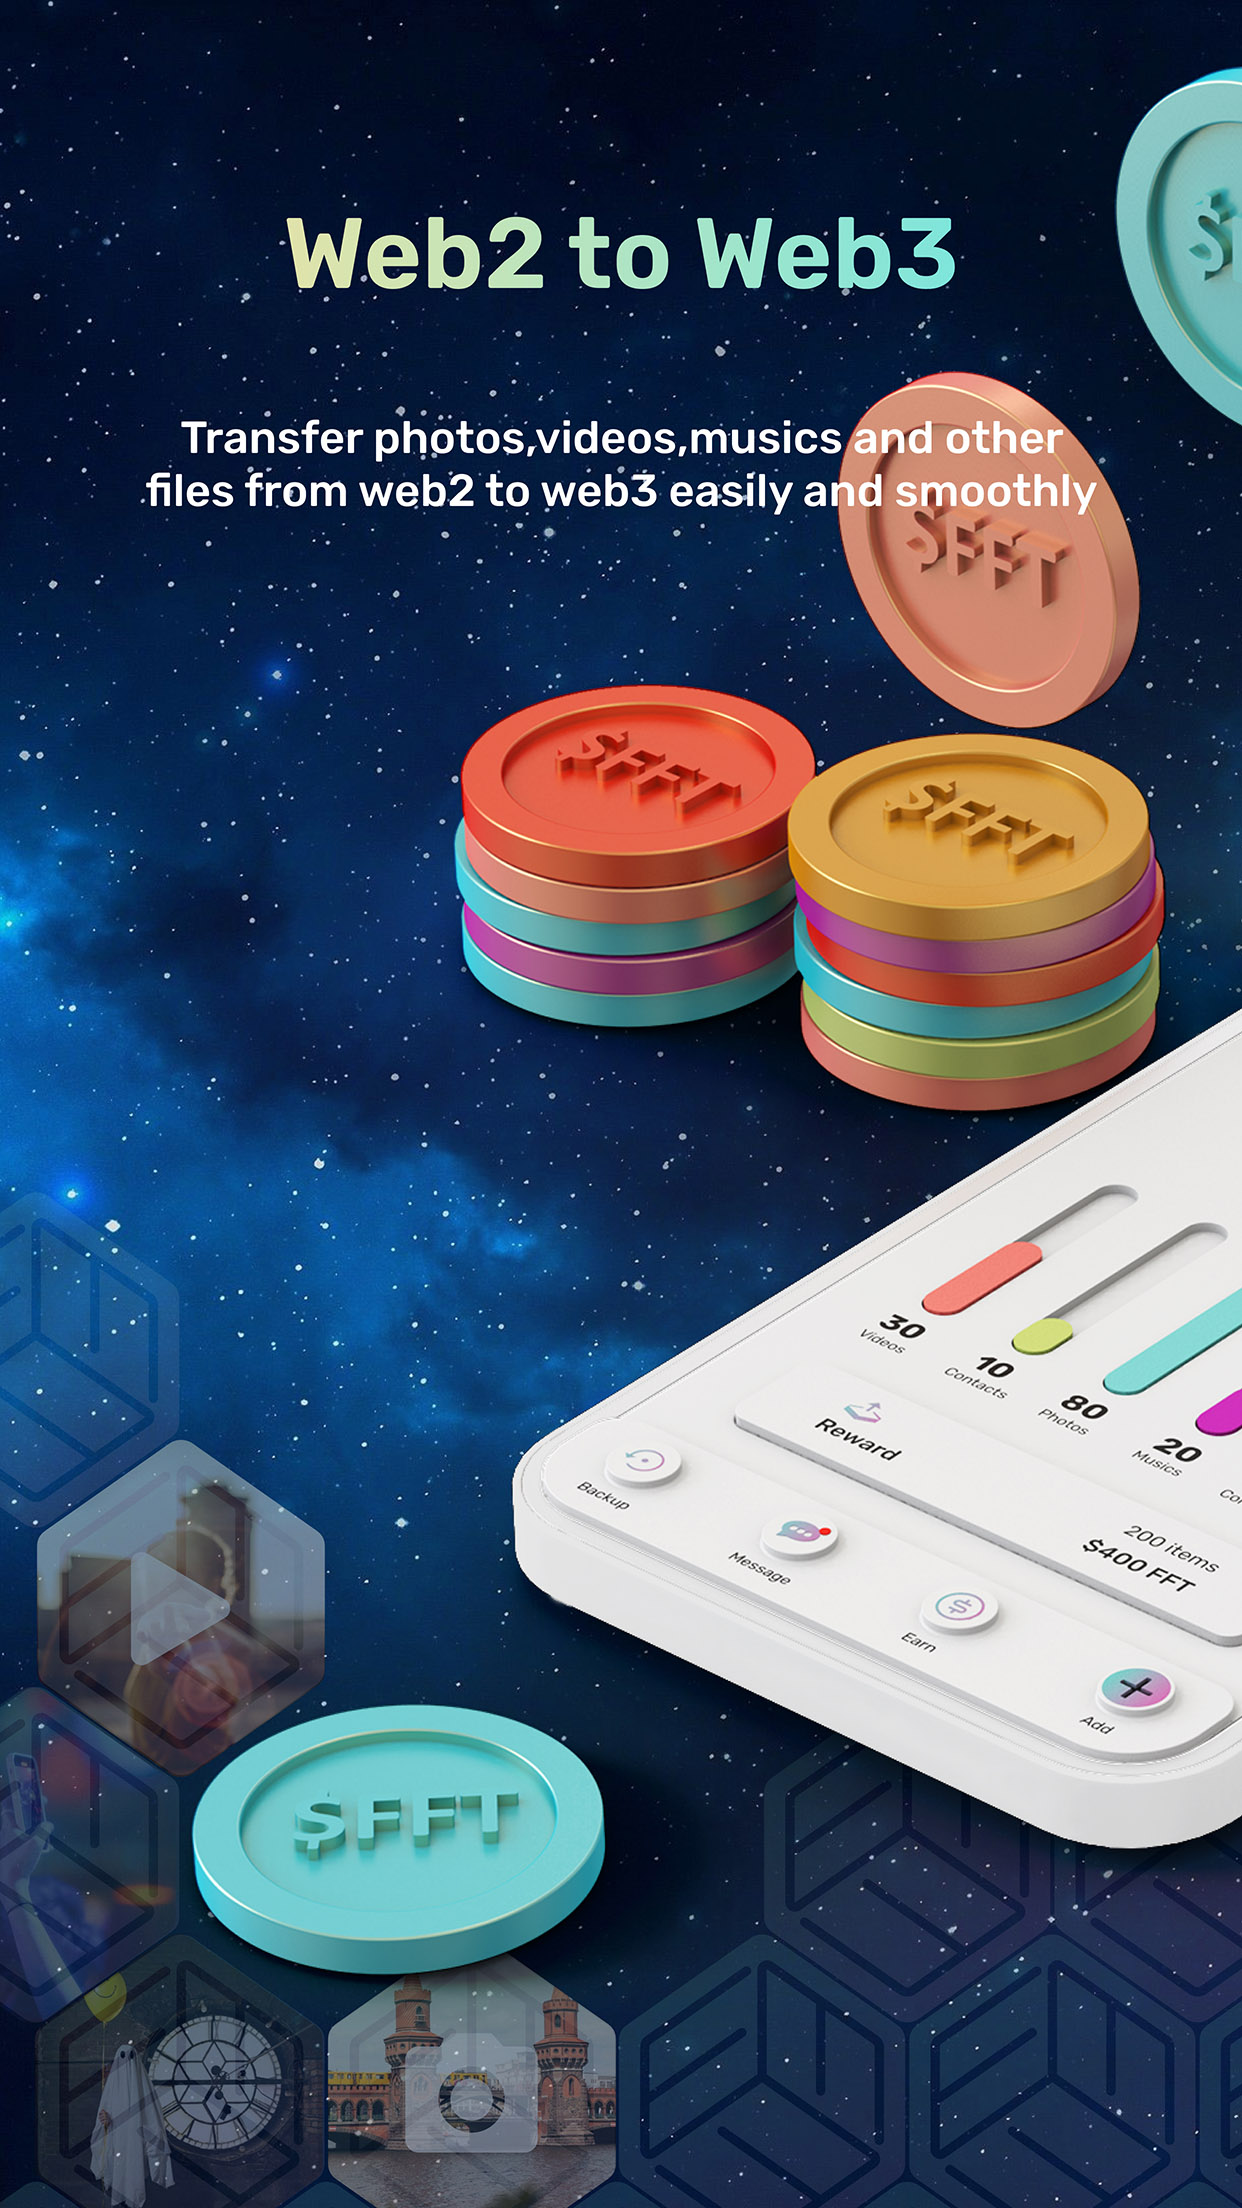 Web2 to Web3
$
Transfer photos,videos,musics and other
files from web2 to web3 easily and smoothly
$FFT
$FFT
$FFT
30
Videos
10
Contacts
80
Photos
20
Musics
Co
Reward
200 items
$400 FFT
Backup
Message
Earn
Add
$FFT